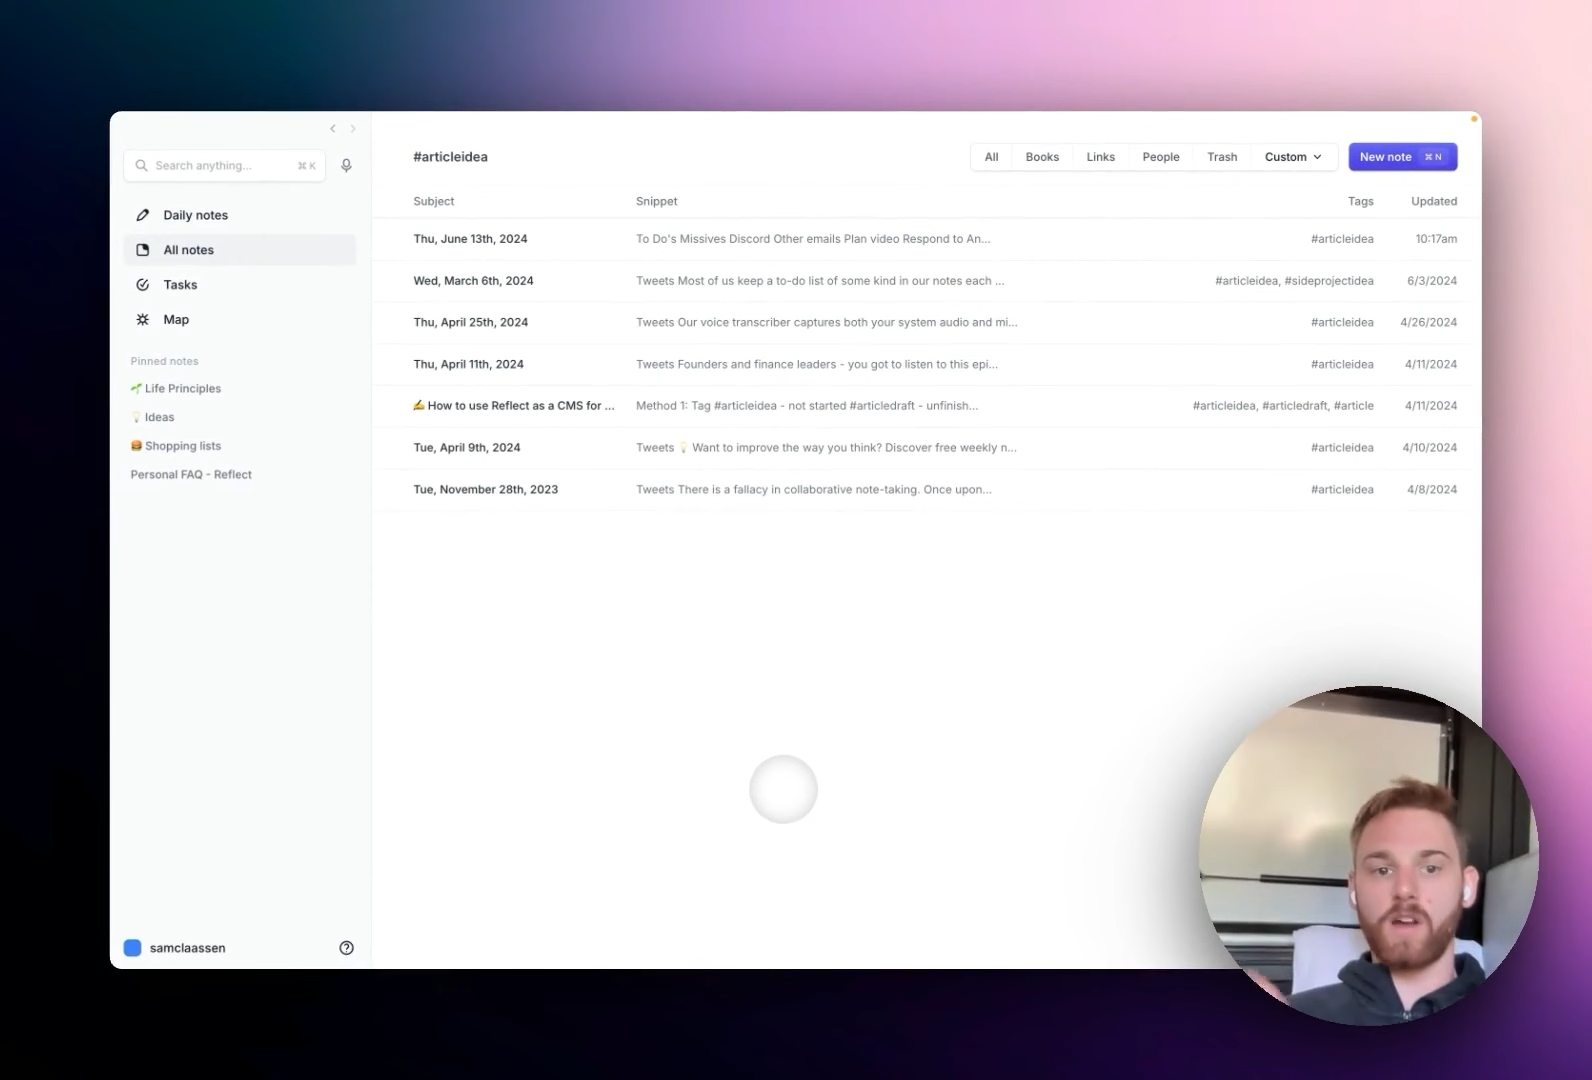 Search anything... ⌘ K
Daily notes
All notes
Tasks
Map
Pinned notes
🌱 Life Principles
💡 Ideas
🍔 Shopping lists
Personal FAQ - Reflect
samclaassen
#articleidea
All Books Links People Trash Custom New note ⌘ N
Subject Snippet Tags Updated
Thu, June 13th, 2024 To Do's Missives Discord Other emails Plan video Respond to An... #articleidea 10:17am
Wed, March 6th, 2024 Tweets Most of us keep a to-do list of some kind in our notes each ... #articleidea, #sideprojectidea 6/3/2024
Thu, April 25th, 2024 Tweets Our voice transcriber captures both your system audio and mi... #articleidea 4/26/2024
Thu, April 11th, 2024 Tweets Founders and finance leaders - you got to listen to this epi... #articleidea 4/11/2024
✍️ How to use Reflect as a CMS for ... Method 1: Tag #articleidea - not started #articledraft - unfinish... #articleidea, #articledraft, #article 4/11/2024
Tue, April 9th, 2024 Tweets 💡 Want to improve the way you think? Discover free weekly n... #articleidea 4/10/2024
Tue, November 28th, 2023 Tweets There is a fallacy in collaborative note-taking. Once upon... #articleidea 4/8/2024